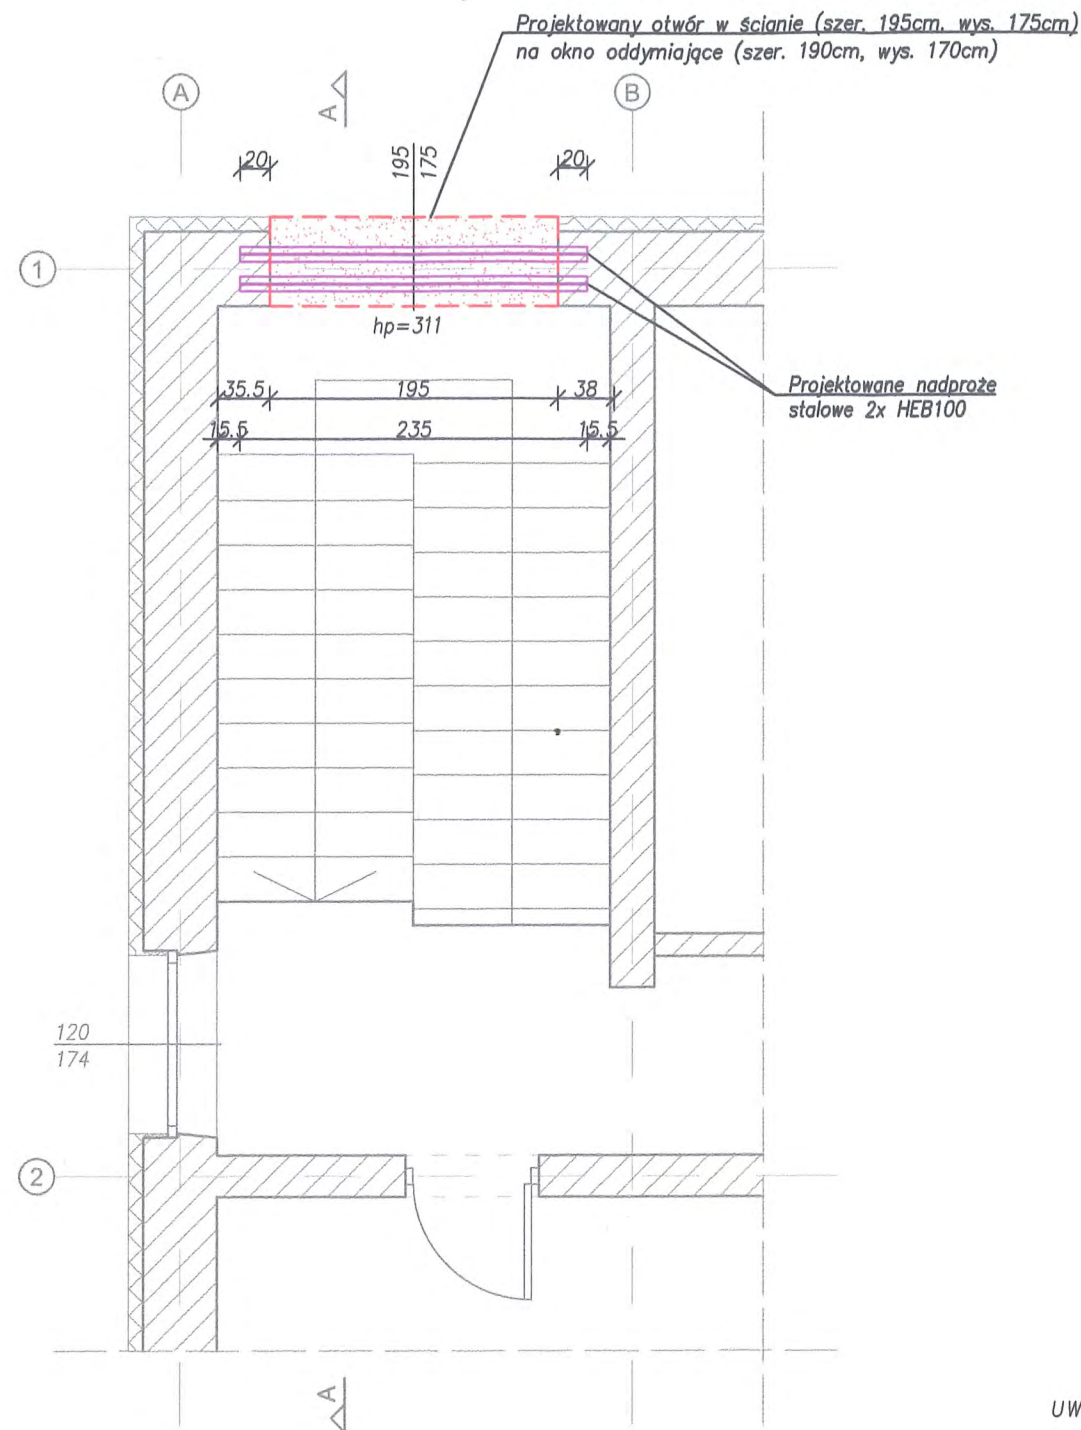 Projektowany otwór w ścianie (szer. 195cm. wys. 175cm)
na okno oddymiające (szer. 190cm, wys. 170cm)
A
A
B
20
195
175
20
1
hp=311
35.5
195
38
Projektowane nadproże
stalowe 2x HEB100
15.5
235
15.5
120
174
2
A
UW